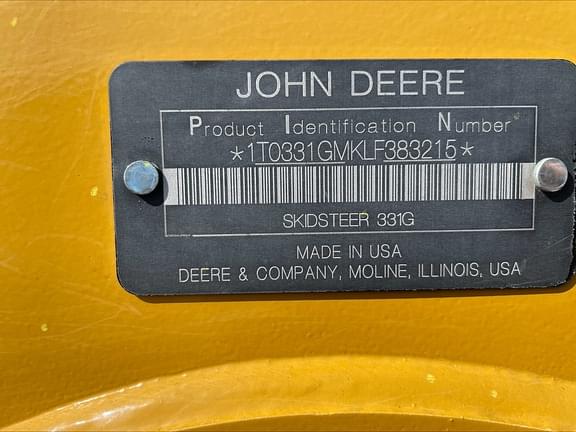 JOHN DEERE
Product Identification Number
*1T0331GMKLF383215*
SKIDSTEER 331G
MADE IN USA
DEERE & COMPANY, MOLINE, ILLINOIS, USA